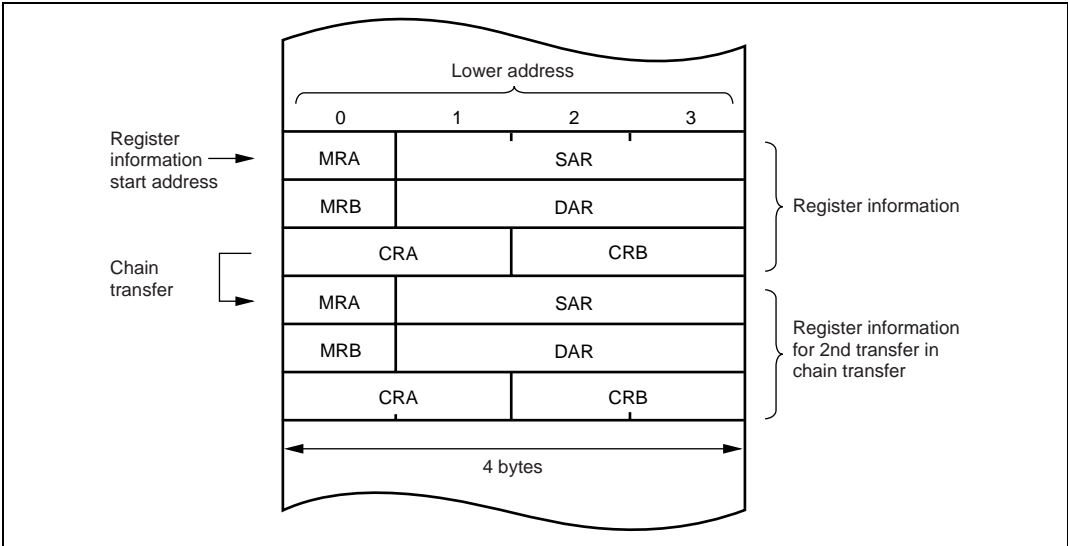 Lower address
0 1 2 3
Register
information
start address
MRA SAR
MRB DAR
Register information
CRA CRB
Chain
transfer
MRA SAR
MRB DAR
Register information
for 2nd transfer in
chain transfer
CRA CRB
4 bytes